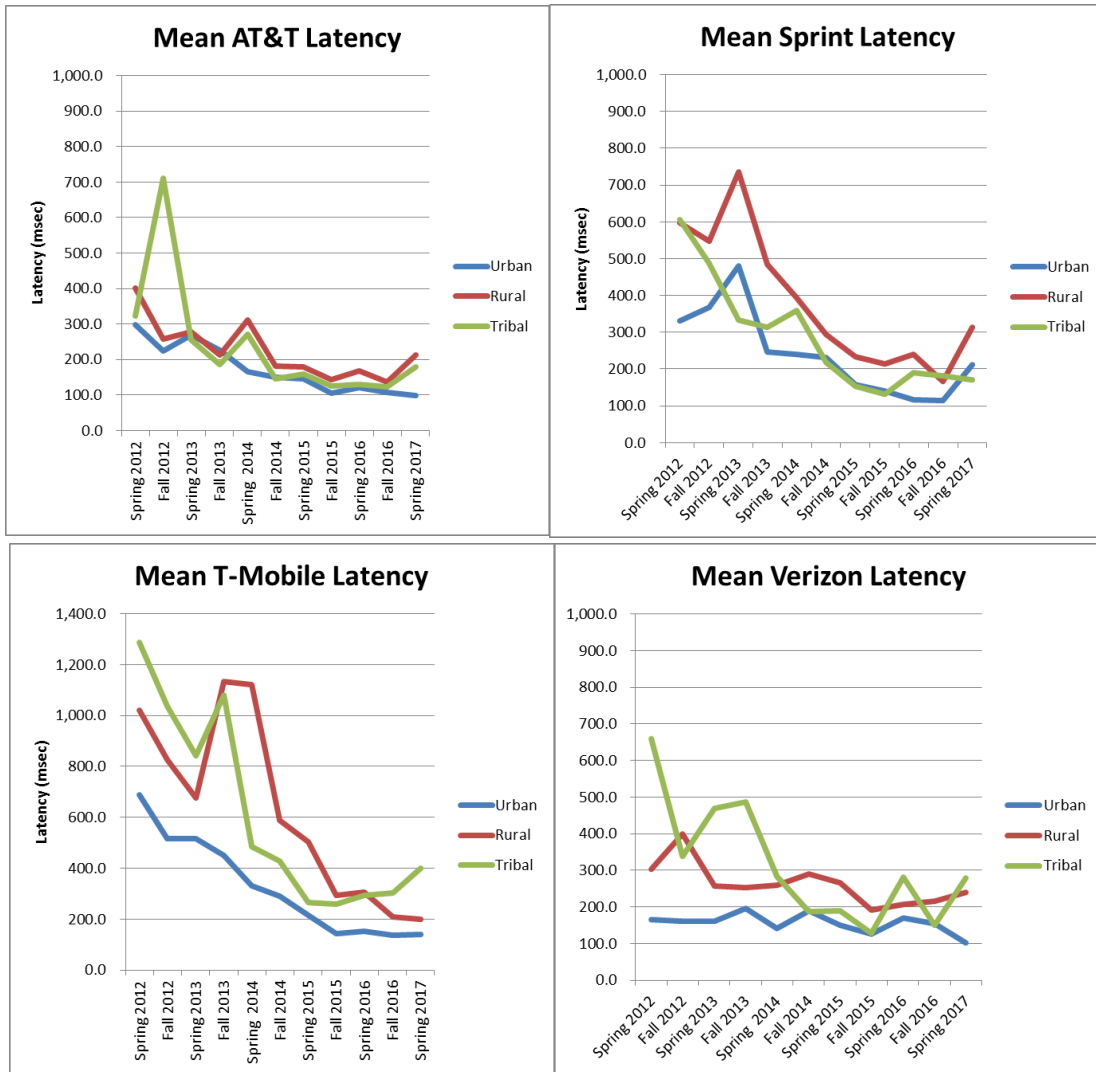 Mean AT&T Latency
Latency (msec)
1,000.0
900.0
800.0
700.0
600.0
500.0
400.0
300.0
200.0
100.0
0.0
Spring 2012
Fall 2012
Spring 2013
Fall 2013
Spring 2014
Fall 2014
Spring 2015
Fall 2015
Spring 2016
Fall 2016
Spring 2017
Urban
Rural
Tribal
Mean Sprint Latency
Latency (msec)
1,000.0
900.0
800.0
700.0
600.0
500.0
400.0
300.0
200.0
100.0
0.0
Spring 2012
Fall 2012
Spring 2013
Fall 2013
Spring 2014
Fall 2014
Spring 2015
Fall 2015
Spring 2016
Fall 2016
Spring 2017
Urban
Rural
Tribal
Mean T-Mobile Latency
Latency (msec)
1,400.0
1,200.0
1,000.0
800.0
600.0
400.0
200.0
0.0
Spring 2012
Fall 2012
Spring 2013
Fall 2013
Spring 2014
Fall 2014
Spring 2015
Fall 2015
Spring 2016
Fall 2016
Spring 2017
Urban
Rural
Tribal
Mean Verizon Latency
1,000.0
900.0
800.0
700.0
600.0
500.0
400.0
300.0
200.0
100.0
0.0
Spring 2012
Fall 2012
Spring 2013
Fall 2013
Spring 2014
Fall 2014
Spring 2015
Fall 2015
Spring 2016
Fall 2016
Spring 2017
Urban
Rural
Tribal